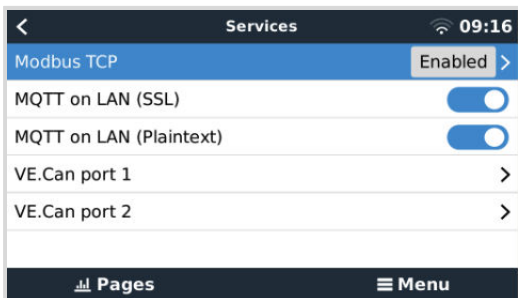 Services 09:16
Modbus TCP Enabled
MQTT on LAN (SSL)
MQTT on LAN (Plaintext)
VE.Can port 1
VE.Can port 2
Pages Menu